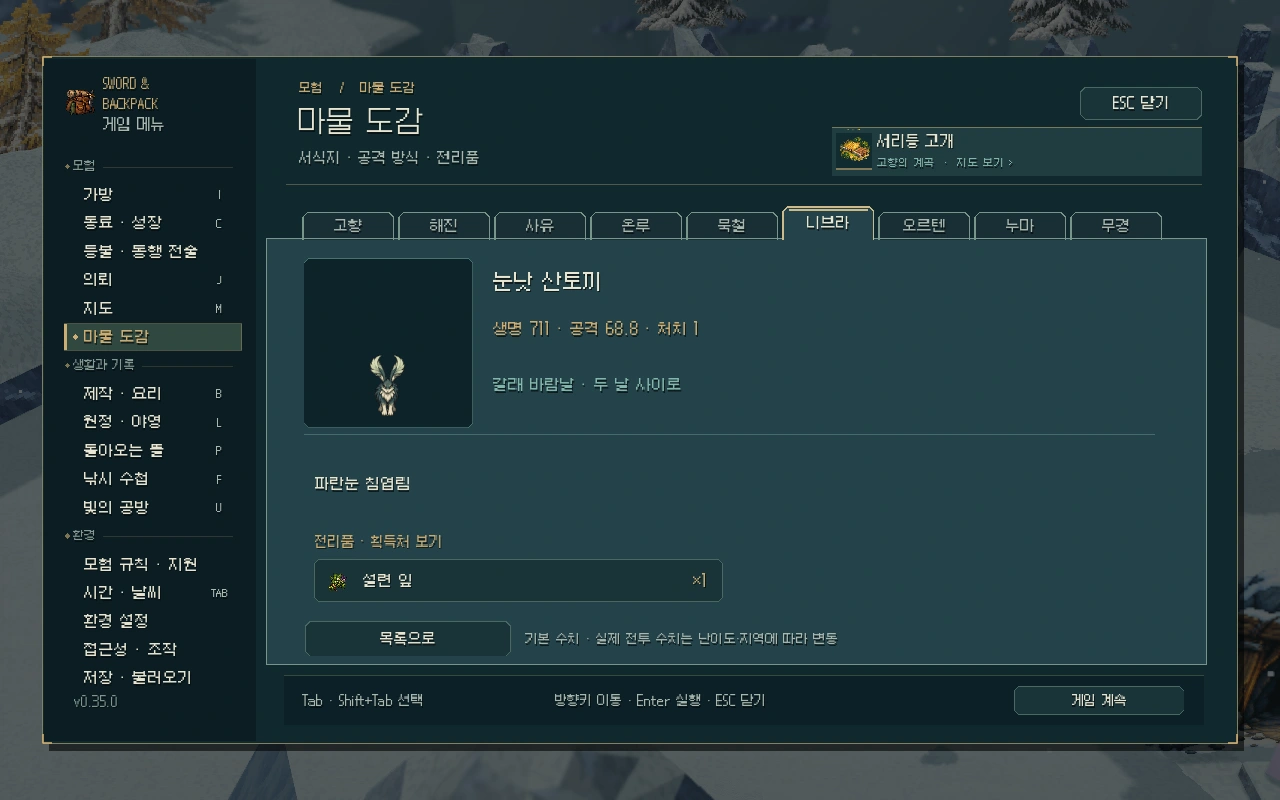 SWORD &
BACKPACK
게임 메뉴
모험
가방 I
동료 · 성장 C
등불 · 동행 전술
의뢰 J
지도 M
마물 도감
생활과 기록
제작 · 요리 B
원정 · 야영 L
돌아오는 뜰 P
낚시 수첩 F
빛의 공방 U
환경
모험 규칙 · 지원
시간 · 날씨 TAB
환경 설정
접근성 · 조작
저장 · 불러오기
v0.35.0
모험 / 마물 도감
마물 도감
서식지 · 공격 방식 · 전리품
ESC 닫기
서리등 고개
고향의 계곡 · 지도 보기 ›
고향 해진 사유 온루 묵철 니브라 오르텐 누마 무경
눈낫 산토끼
생명 711 · 공격 68.8 · 처치 1
갈래 바람날 · 두 날 사이로
파란눈 침엽림
전리품 · 획득처 보기
설련 잎 ×1
목록으로
기본 수치 · 실제 전투 수치는 난이도·지역에 따라 변동
Tab · Shift+Tab 선택
방향키 이동 · Enter 실행 · ESC 닫기
게임 계속